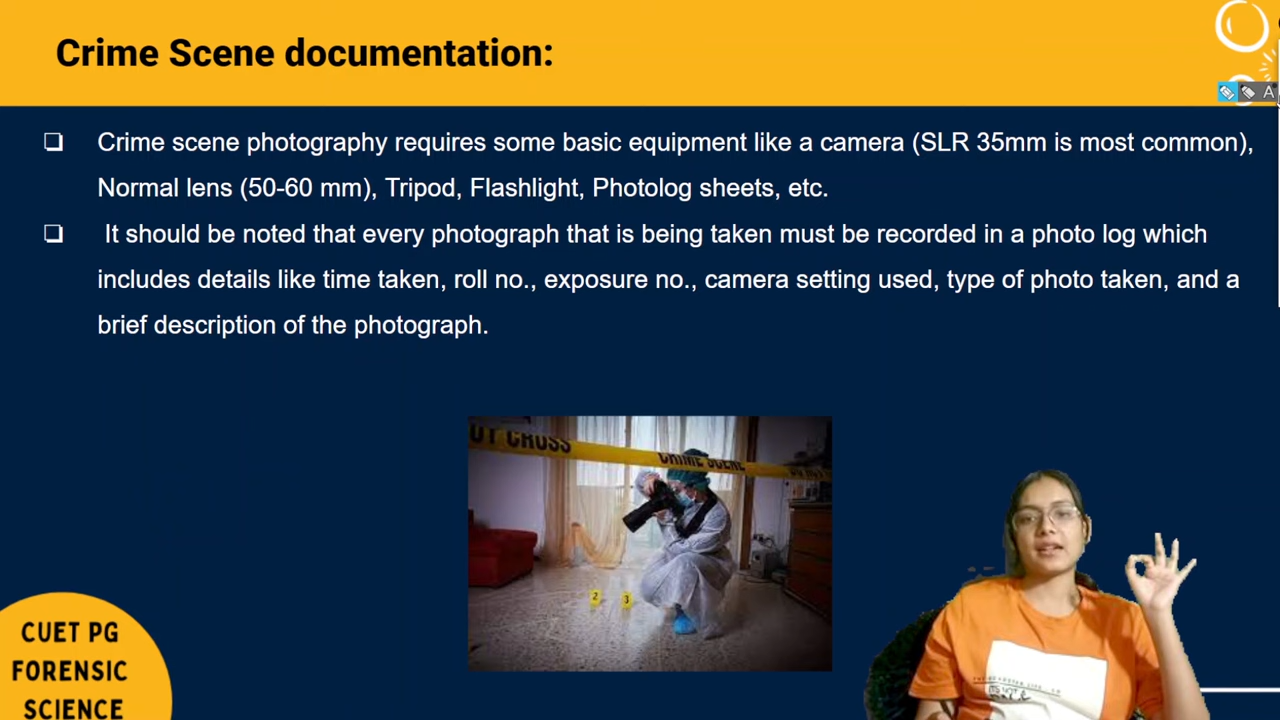 Crime Scene documentation:
A
❑ Crime scene photography requires some basic equipment like a camera (SLR 35mm is most common),
Normal lens (50-60 mm), Tripod, Flashlight, Photolog sheets, etc.
❑ It should be noted that every photograph that is being taken must be recorded in a photo log which
includes details like time taken, roll no., exposure no., camera setting used, type of photo taken, and a
brief description of the photograph.
CROSS
CRIME SCENE
2
3
CUET PG
FORENSIC
SCIENCE